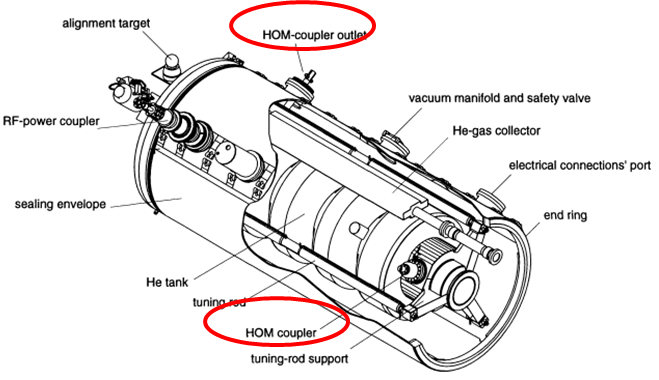 alignment target
HOM-coupler outlet
RF-power coupler
vacuum manifold and safety valve
He-gas collector
electrical connections' port
sealing envelope
end ring
He tank
tuning-rod
HOM coupler
tuning-rod support